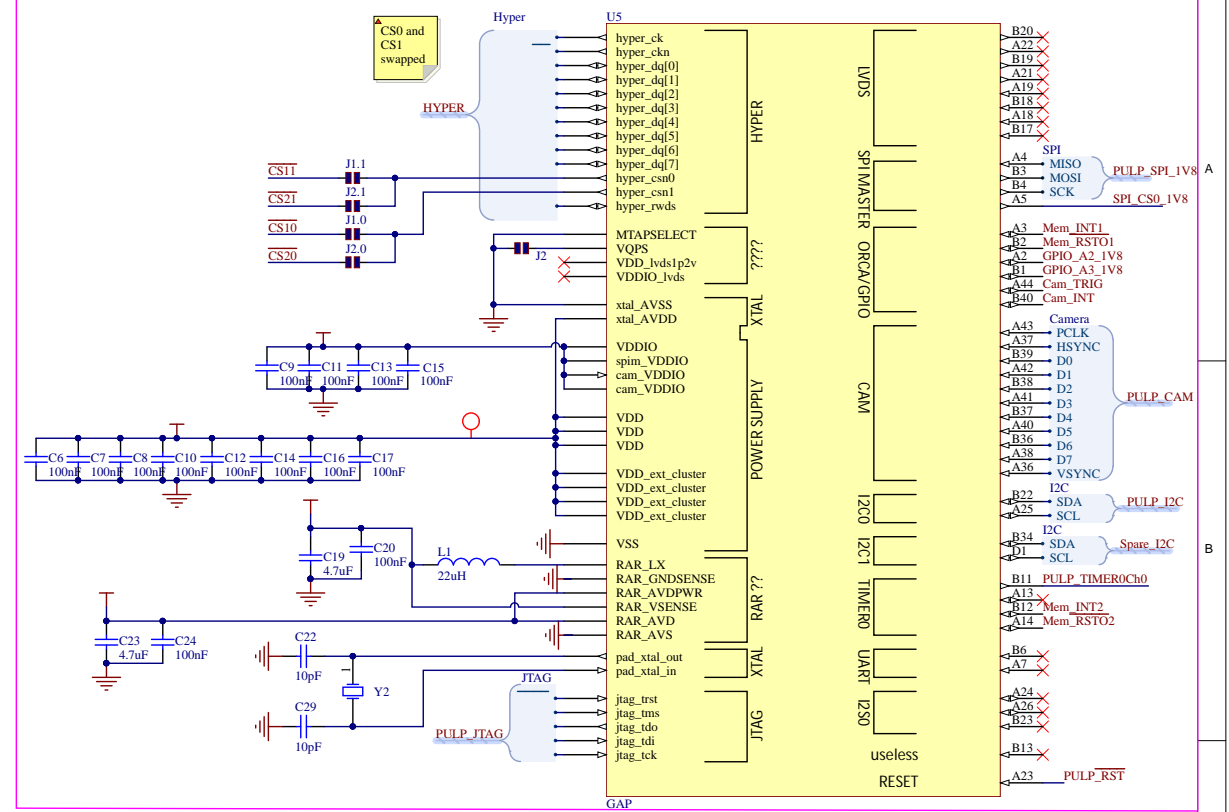 CS0 and
CS1
swapped
Hyper
HYPER
U5
hyper_ck
hyper_ckn
hyper_dq[0]
hyper_dq[1]
hyper_dq[2]
hyper_dq[3]
hyper_dq[4]
hyper_dq[5]
hyper_dq[6]
hyper_dq[7]
hyper_csn0
hyper_csn1
hyper_rwds
HYPER
CS11
J1.1
CS21
J2.1
CS10
J1.0
CS20
J2.0
MTAPSELECT
VQPS
VDD_lvds1p2v
VDDIO_lvds
????
J2
xtal_AVSS
xtal_AVDD
XTAL
VDDIO
spim_VDDIO
cam_VDDIO
cam_VDDIO
VDD
VDD
VDD
VDD_ext_cluster
VDD_ext_cluster
VDD_ext_cluster
VDD_ext_cluster
VSS
POWER SUPPLY
C9
100nF
C11
100nF
C13
100nF
C15
100nF
C6
100nF
C7
100nF
C8
100nF
C10
100nF
C12
100nF
C14
100nF
C16
100nF
C17
100nF
C19
4.7uF
C20
100nF
L1
22uH
RAR_LX
RAR_GNDSENSE
RAR_AVDPWR
RAR_VSENSE
RAR_AVD
RAR_AVS
RAR ??
C23
4.7uF
C24
100nF
C22
10pF
1
Y2
C29
10pF
pad_xtal_out
pad_xtal_in
XTAL
JTAG
PULP_JTAG
jtag_trst
jtag_tms
jtag_tdo
jtag_tdi
jtag_tck
JTAG
GAP
LVDS
B20
A22
B19
A21
A19
B18
A18
B17
SPI MASTER
SPI
A4 MISO
B3 MOSI
B4 SCK
A5 SPI_CS0_1V8
PULP_SPI_1V8
ORCA/GPIO
A3 Mem_INT1
B2 Mem_RSTO1
A2 GPIO_A2_1V8
B1 GPIO_A3_1V8
A44 Cam_TRIG
B40 Cam_INT
CAM
Camera
A43 PCLK
A37 HSYNC
B39 D0
A42 D1
B38 D2
A41 D3
B37 D4
A40 D5
B36 D6
A38 D7
A36 VSYNC
PULP_CAM
I2C0
I2C
B22 SDA
A25 SCL
PULP_I2C
I2C1
I2C
B34 SDA
D1 SCL
Spare_I2C
TIMER0
B11 PULP_TIMER0Ch0
A13
B12 Mem_INT2
A14 Mem_RSTO2
UART
B6
A7
I2S0
A24
A26
B23
useless
B13
RESET
A23 PULP_RST
A
B